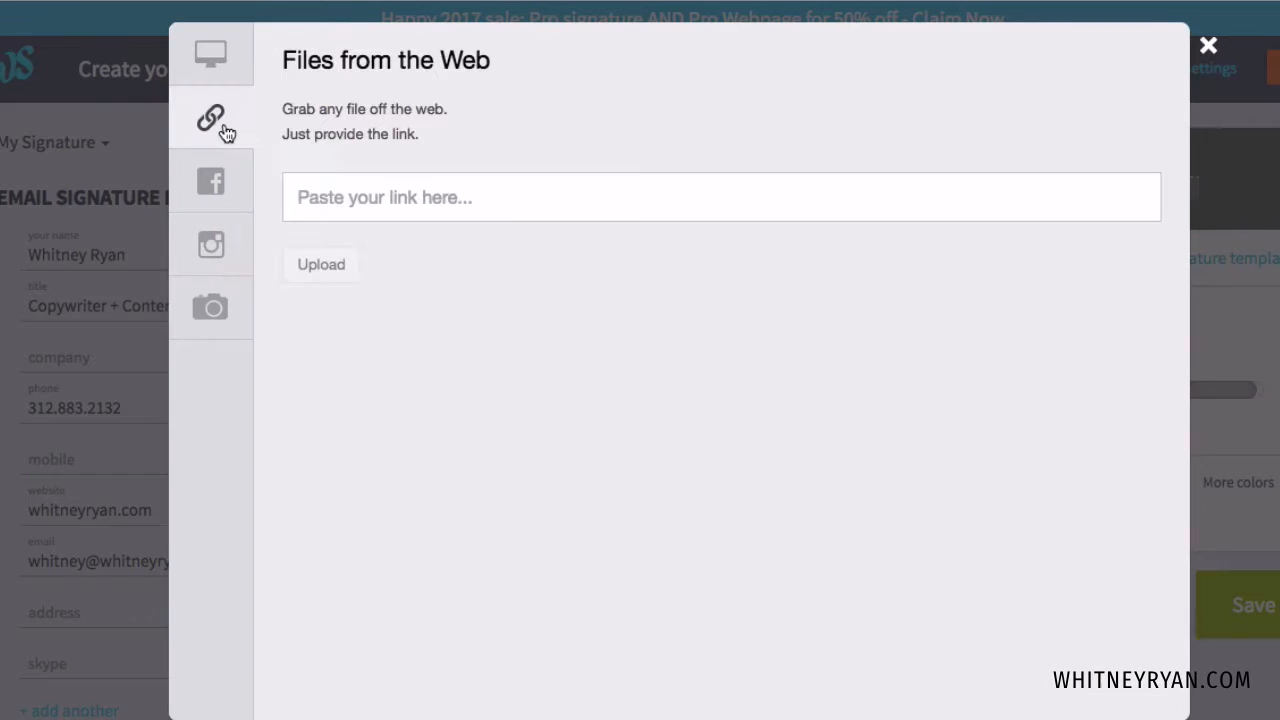 Happy 2017 sale: Pro signature AND Pro Webpage for 50% off - Claim Now
ws
Create yo
ettings
Files from the Web
Grab any file off the web.
Just provide the link.
Paste your link here...
Upload
My Signature
EMAIL SIGNATURE
your name
Whitney Ryan
title
Copywriter + Conter
company
phone
312.883.2132
mobile
website
whitneyryan.com
email
whitney@whitneyry
address
skype
+ add another
ature templa
More colors
Save
WHITNEYRYAN.COM